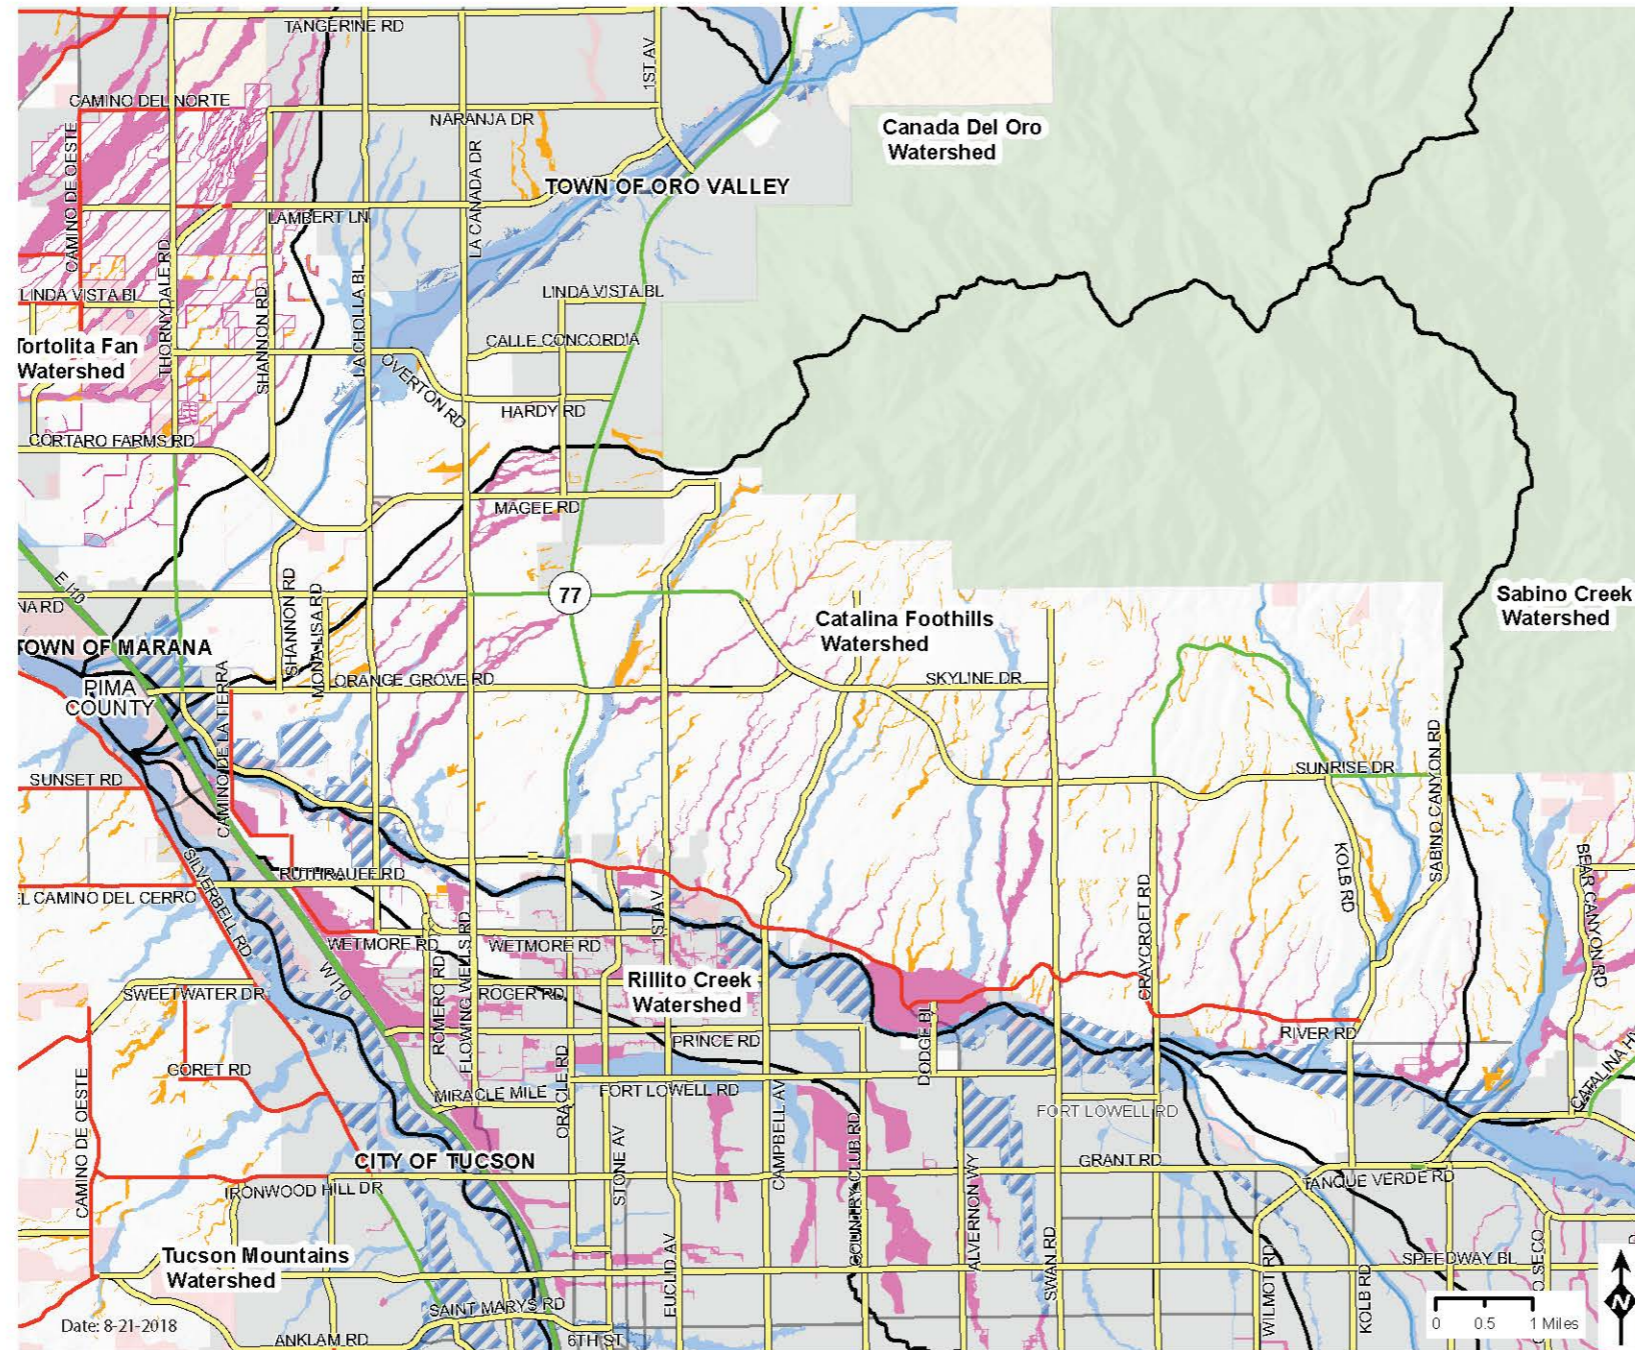 TANGERINE RD
1ST AV
CAMINO DEL NORTE
NARANJA DR
Canada Del Oro
Watershed
CAMINO DE OESTE
LA CANADA DR
TOWN OF ORO VALLEY
LAMBERT LN
THORNYDALE RD
SHANNON RD
LA CHOLLA BL
LINDA VISTA BL
LINDA VISTA BL
Tortolita Fan
Watershed
CALLE CONCORDIA
OVERTON RD
HARDY RD
CORTARO FARMS RD
MAGEE RD
E I10
NA RD
SHANNON RD
MONA LISA RD
77
Catalina Foothills
Watershed
Sabino Creek
Watershed
TOWN OF MARANA
PIMA
COUNTY
CAMINO DE LA TIERRA
ORANGE GROVE RD
SKYLINE DR
SUNSET RD
SUNRISE DR
SABINO CANYON RD
SILVERBELL RD
RUTHRAUFF RD
EL CAMINO DEL CERRO
KOLB RD
BEAR CANYON RD
CRAYCROFT RD
WETMORE RD
WETMORE RD
1ST AV
ROMERO RD
FLOWING WELLS RD
W I10
Rillito Creek
Watershed
SWEETWATER DR
ROGER RD
PRINCE RD
DODGE BL
RIVER RD
GORET RD
CAMINO DE OESTE
MIRACLE MILE
ORACLE RD
FORT LOWELL RD
FORT LOWELL RD
CATALINA H
STONE AV
CAMPBELL AV
COUNTRY CLUB RD
ALVERNON WY
CITY OF TUCSON
GRANT RD
IRONWOOD HILL DR
TANQUE VERDE RD
Tucson Mountains
Watershed
EUCLID AV
SWAN RD
WILMOT RD
KOLB RD
SPEEDWAY BL
O SECO
SAINT MARYS RD
Date: 8-21-2018
ANKLAM RD
6TH ST
0 0.5 1 Miles
N